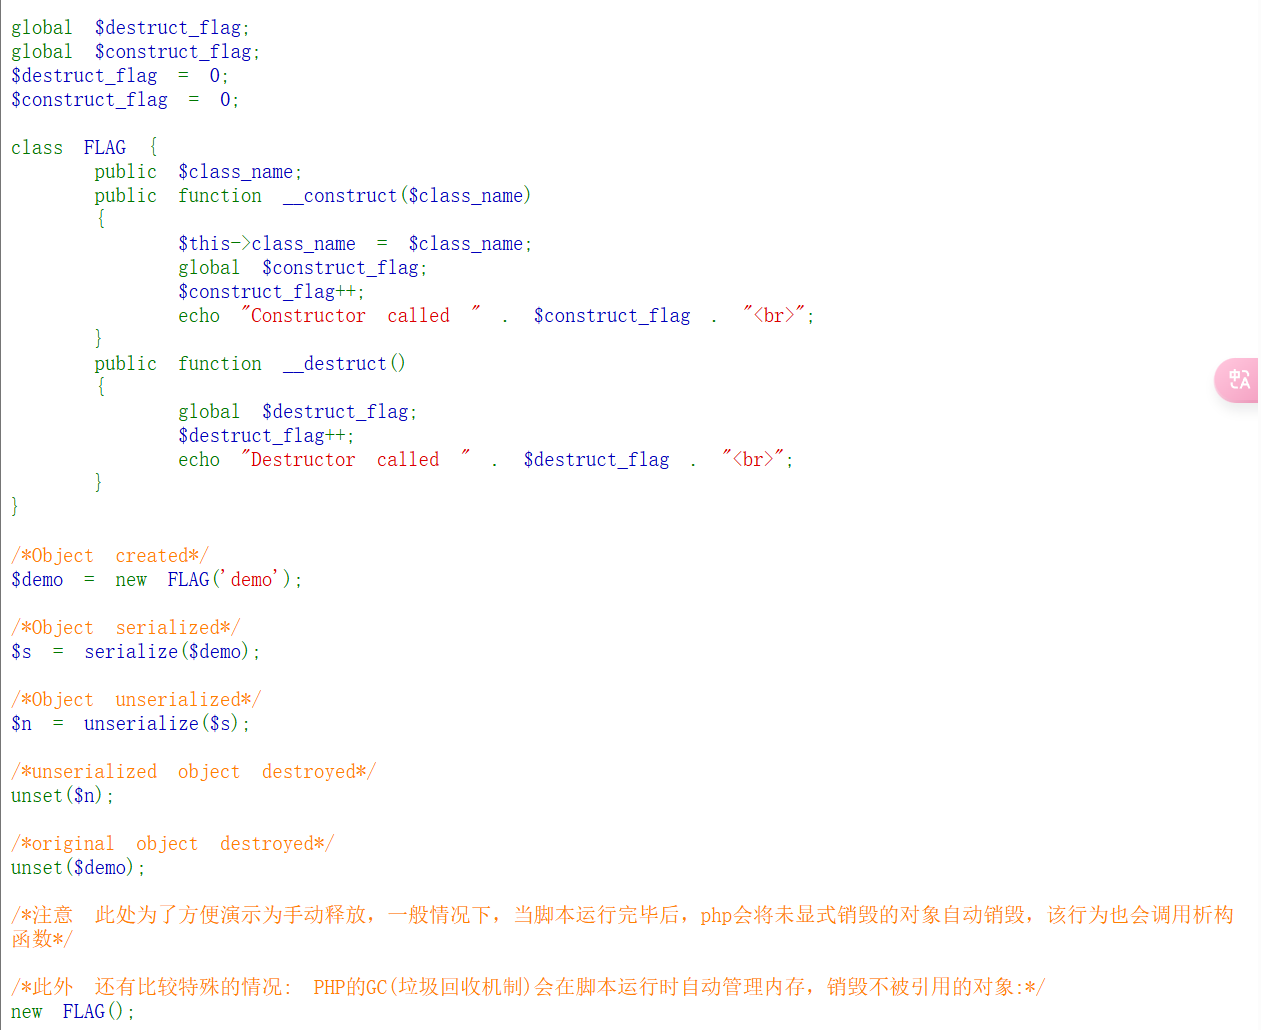 global $destruct_flag;
global $construct_flag;
$destruct_flag = 0;
$construct_flag = 0;
class FLAG {
public $class_name;
public function __construct($class_name)
{
$this->class_name = $class_name;
global $construct_flag;
$construct_flag++;
echo "Constructor called " . $construct_flag . "<br>";
}
public function __destruct()
{
global $destruct_flag;
$destruct_flag++;
echo "Destructor called " . $destruct_flag . "<br>";
}
}
/*Object created*/
$demo = new FLAG('demo');
/*Object serialized*/
$s = serialize($demo);
/*Object unserialized*/
$n = unserialize($s);
/*unserialized object destroyed*/
unset($n);
/*original object destroyed*/
unset($demo);
/*注意 此处为了方便演示为手动释放，一般情况下，当脚本运行完毕后，php会将未显式销毁的对象自动销毁，该行为也会调用析构
函数*/
/*此外 还有比较特殊的情况: PHP的GC(垃圾回收机制)会在脚本运行时自动管理内存，销毁不被引用的对象:*/
new FLAG();
中A